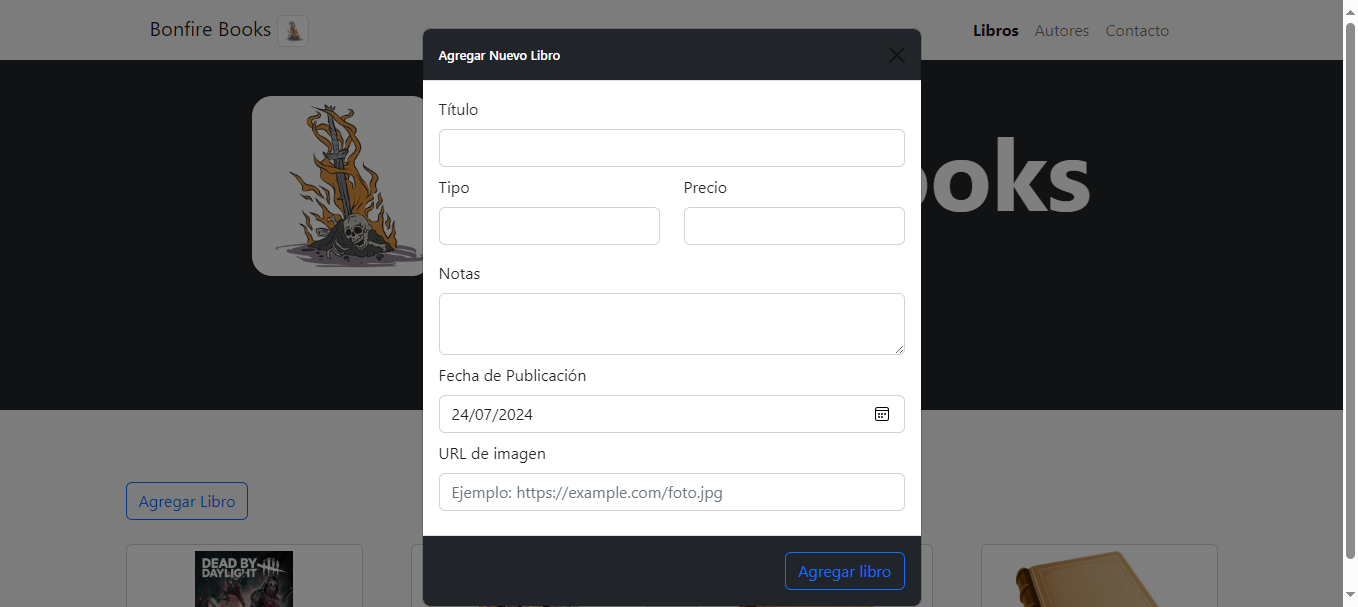 Bonfire Books
Libros Autores Contacto
Agregar Nuevo Libro
ooks
Título
Tipo Precio
Notas
Fecha de Publicación
24/07/2024
URL de imagen
Ejemplo: https://example.com/foto.jpg
Agregar Libro
DEAD BY
DAYLIGHT
Agregar libro